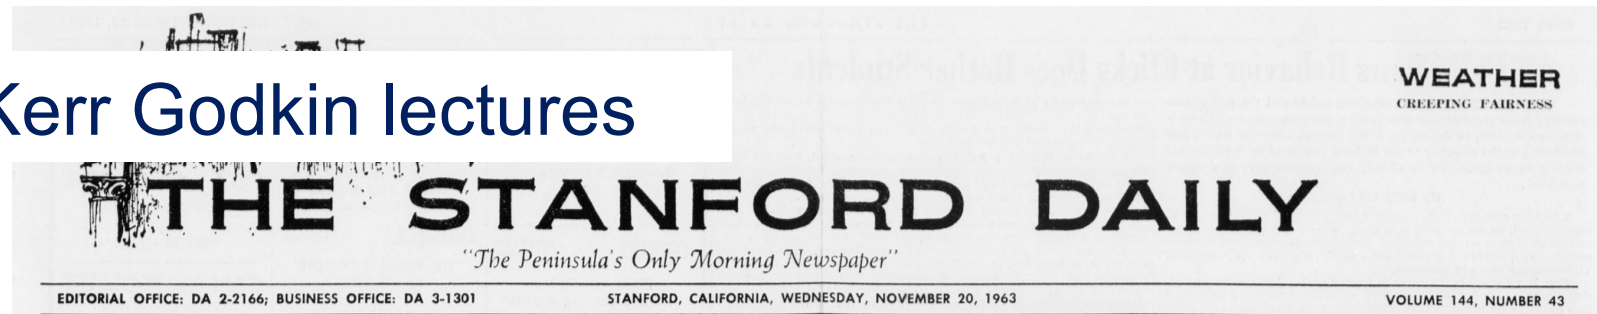 WEATHER
CREEPING FAIRNESS
Kerr Godkin lectures
THE STANFORD DAILY
"The Peninsula's Only Morning Newspaper"
EDITORIAL OFFICE: DA 2-2166; BUSINESS OFFICE: DA 3-1301 STANFORD, CALIFORNIA, WEDNESDAY, NOVEMBER 20, 1963 VOLUME 144, NUMBER 43